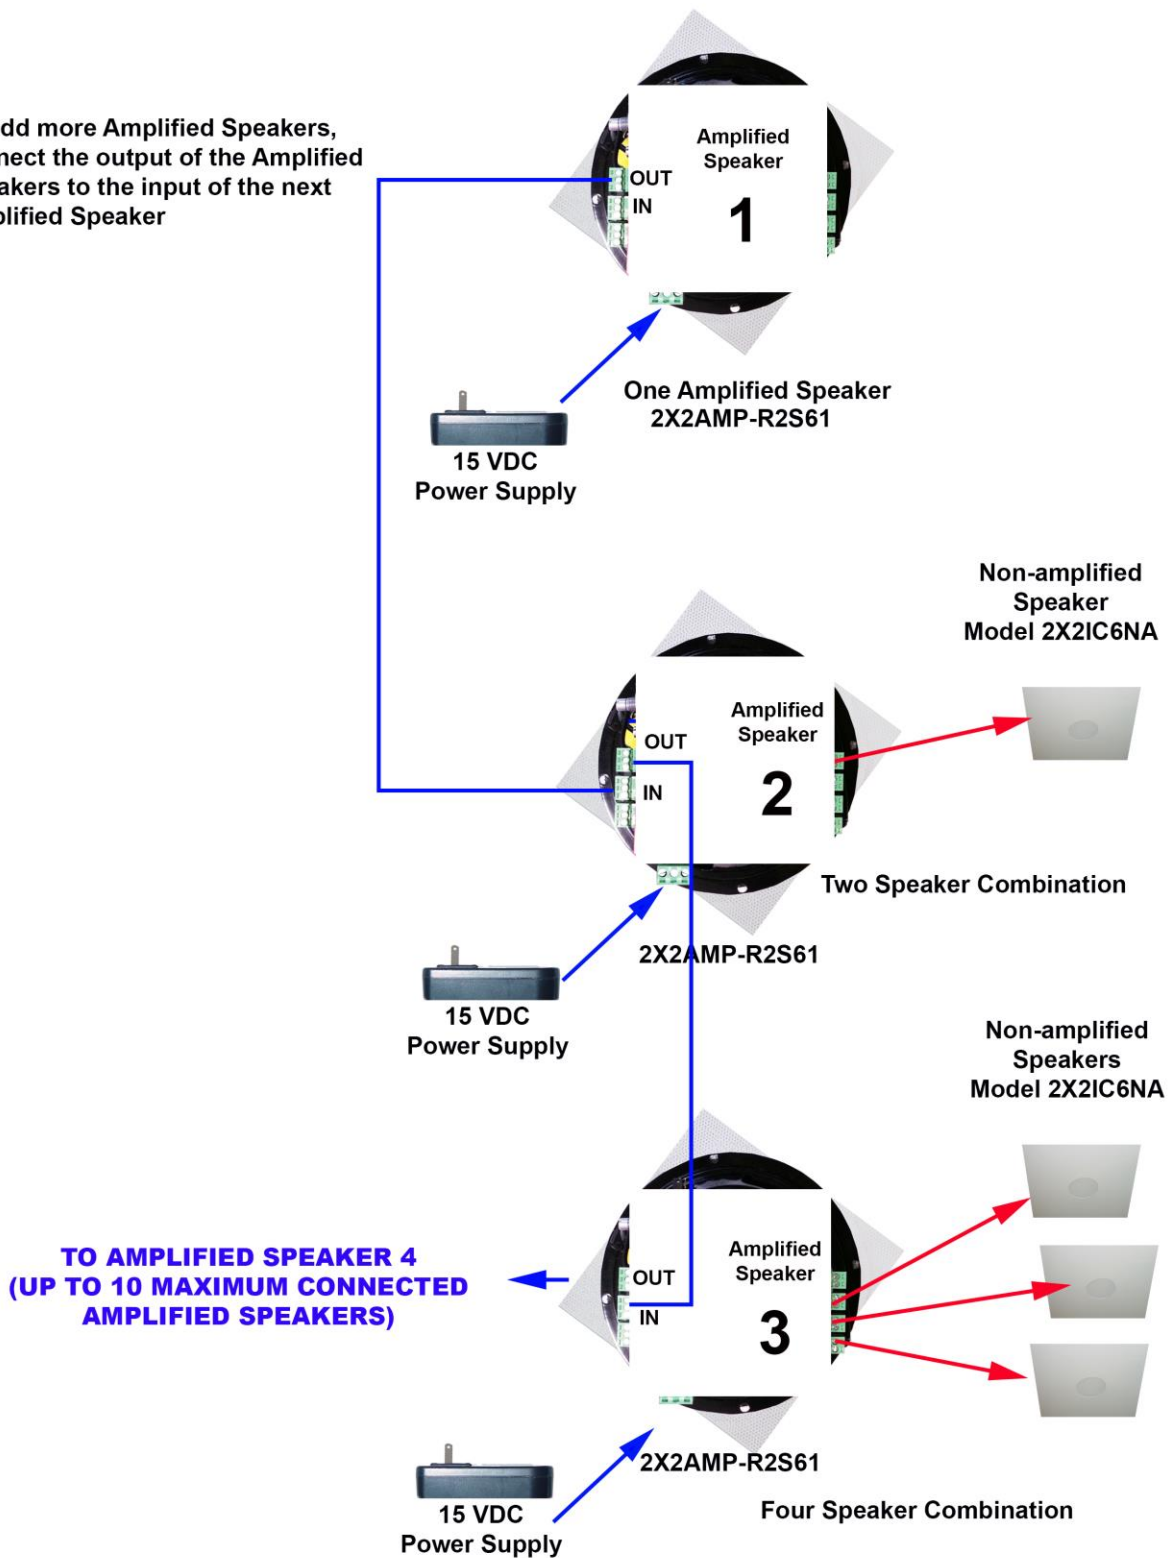 dd more Amplified Speakers,
nect the output of the Amplified
akers to the input of the next
plified Speaker
Amplified
Speaker
1
OUT
IN
One Amplified Speaker
2X2AMP-R2S61
15 VDC
Power Supply
Non-amplified
Speaker
Model 2X2IC6NA
Amplified
Speaker
2
OUT
IN
Two Speaker Combination
2X2AMP-R2S61
15 VDC
Power Supply
Non-amplified
Speakers
Model 2X2IC6NA
TO AMPLIFIED SPEAKER 4
(UP TO 10 MAXIMUM CONNECTED
AMPLIFIED SPEAKERS)
Amplified
Speaker
3
OUT
IN
2X2AMP-R2S61
15 VDC
Power Supply
Four Speaker Combination